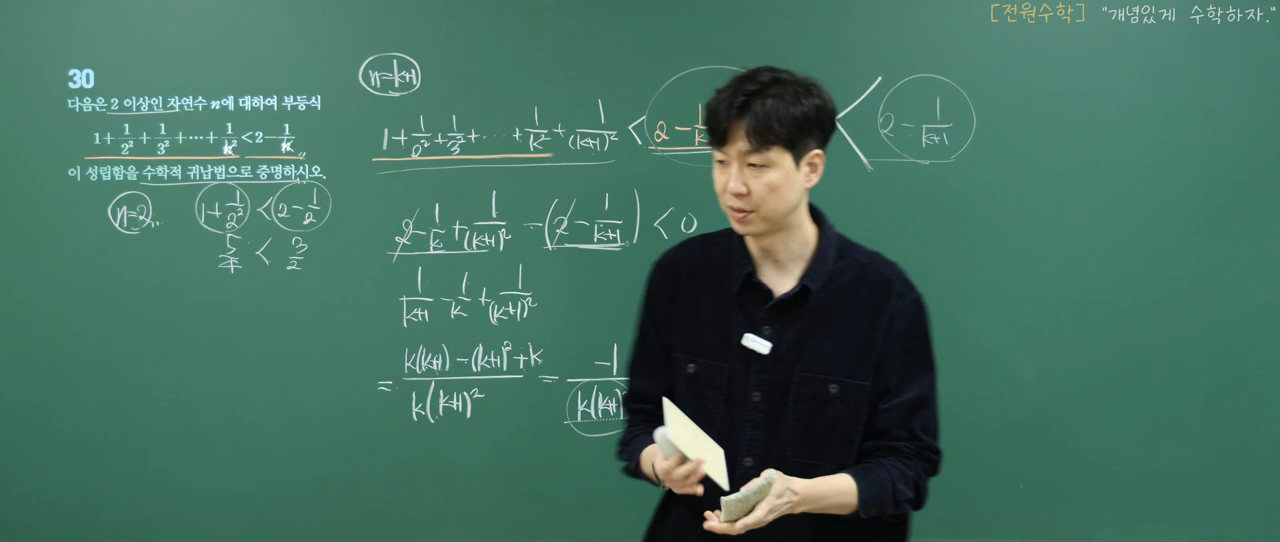 [전원수학] "개념있게 수학하자."
30
다음은 2 이상인 자연수 n에 대하여 부등식
1+1/2²+1/3²+⋯+1/k²<2−1/k
이 성립함을 수학적 귀납법으로 증명하시오.
n=2, 1+1/2² < 2−1/2
5/4 < 3/2
n=k+1
1+1/2²+1/3²+⋯+1/k²+1/(k+1)² < 2−1/k < 2−1/(k+1)
2−1/k+1/(k+1)²−(2−1/(k+1)) < 0
1/(k+1)−1/k+1/(k+1)²
= (k(k+1)−(k+1)²+k)/(k(k+1)²) = −1/(k(k+1)²